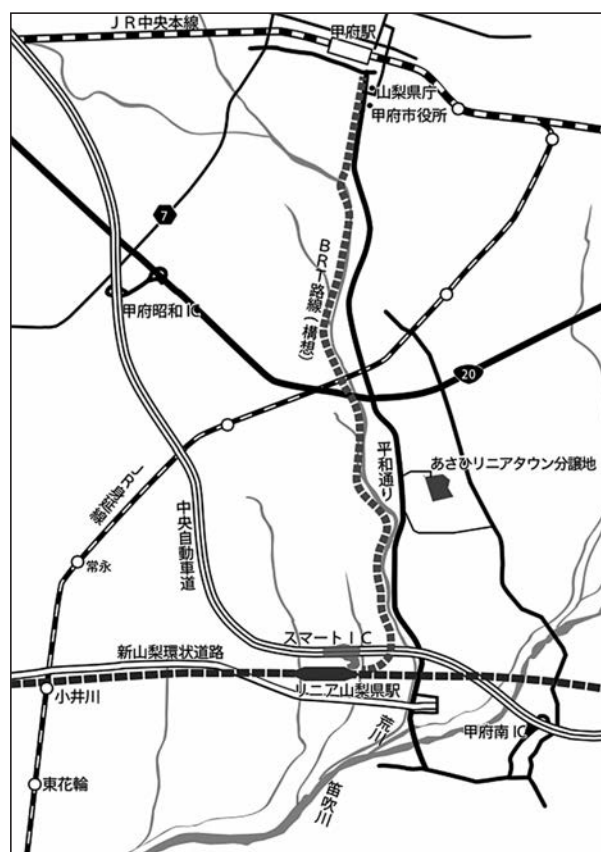 JR中央本線
甲府駅
山梨県庁
甲府市役所
7
BRT路線(構想)
甲府昭和IC
20
平和通り
あさひリニアタウン分譲地
JR身延線
中央自動車道
常永
スマートIC
新山梨環状道路
リニア山梨県駅
小井川
荒川
甲府南IC
東花輪
笛吹川